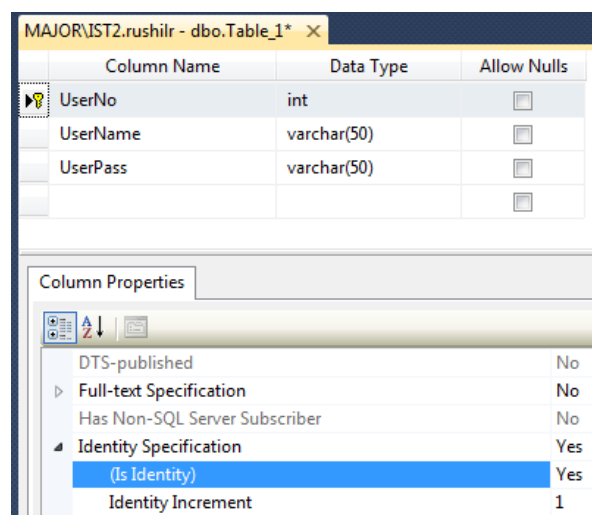 MAJOR\IST2.rushilr - dbo.Table_1* ×
Column Name Data Type Allow Nulls
UserNo int
UserName varchar(50)
UserPass varchar(50)
Column Properties
DTS-published No
Full-text Specification No
Has Non-SQL Server Subscriber No
Identity Specification Yes
(Is Identity) Yes
Identity Increment 1